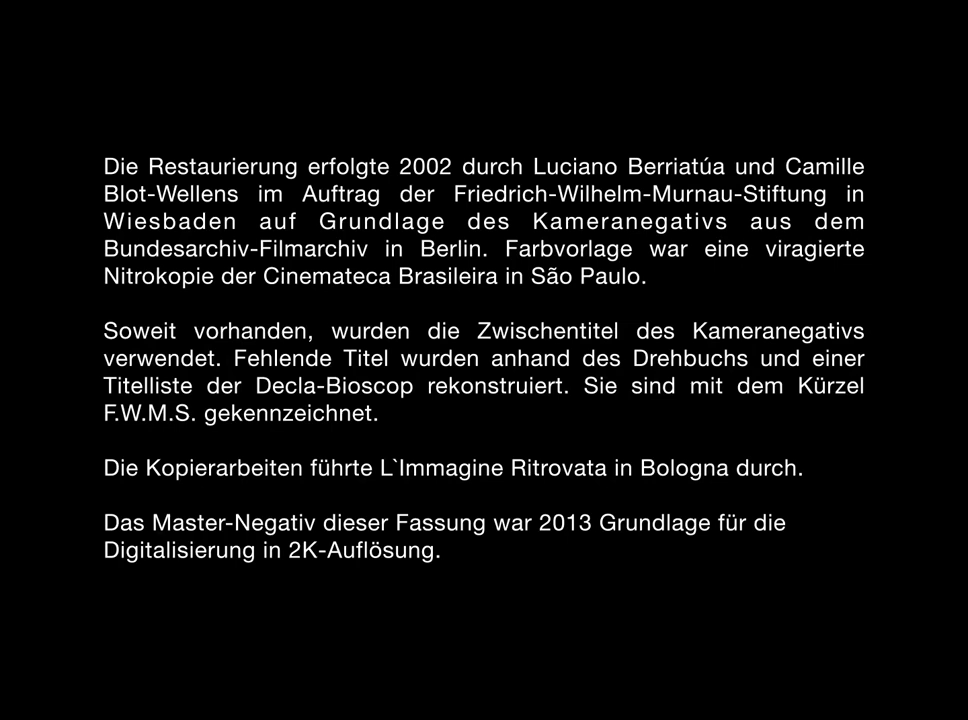 Die Restaurierung erfolgte 2002 durch Luciano Berriatúa und Camille
Blot-Wellens im Auftrag der Friedrich-Wilhelm-Murnau-Stiftung in
Wiesbaden auf Grundlage des Kameranegativs aus dem
Bundesarchiv-Filmarchiv in Berlin. Farbvorlage war eine viragierte
Nitrokopie der Cinemateca Brasileira in São Paulo.
Soweit vorhanden, wurden die Zwischentitel des Kameranegativs
verwendet. Fehlende Titel wurden anhand des Drehbuchs und einer
Titelliste der Decla-Bioscop rekonstruiert. Sie sind mit dem Kürzel
F.W.M.S. gekennzeichnet.
Die Kopierarbeiten führte L`Immagine Ritrovata in Bologna durch.
Das Master-Negativ dieser Fassung war 2013 Grundlage für die
Digitalisierung in 2K-Auflösung.